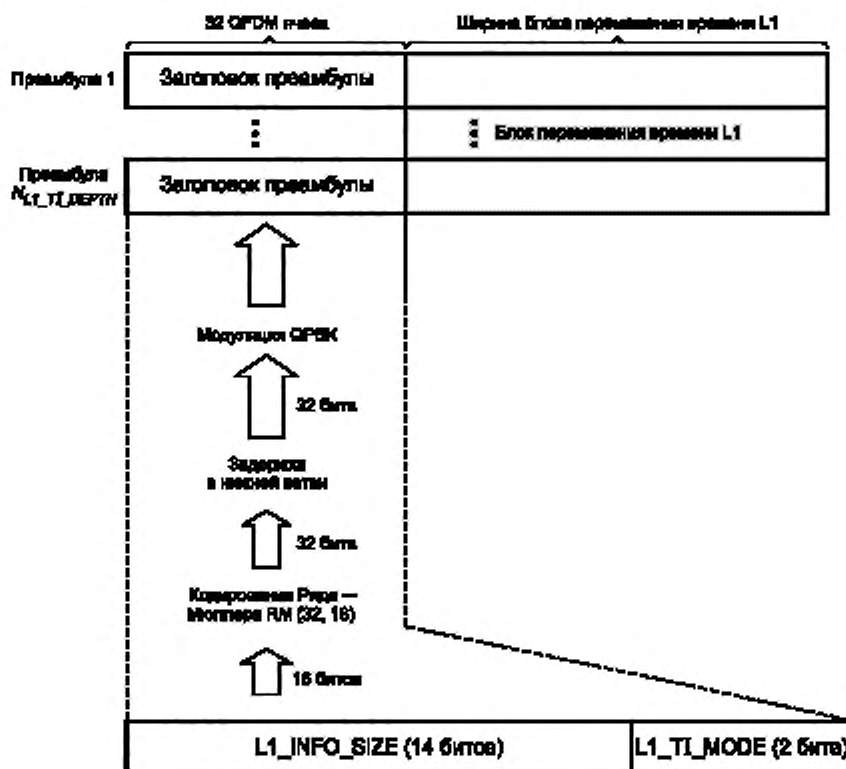 32 OFDM ячеек
Ширина блока перемежения времени L1
Преамбула 1
Заголовок преамбулы
Блок перемежения времени L1
Преамбула
N L1_TI_DEPTH
Заголовок преамбулы
Модуляция QPSK
32 бита
Задержка
в нижней ветви
32 бита
Кодирование Рида —
Мюллера RM (32, 16)
16 битов
L1_INFO_SIZE (14 битов)
L1_TI_MODE (2 бита)